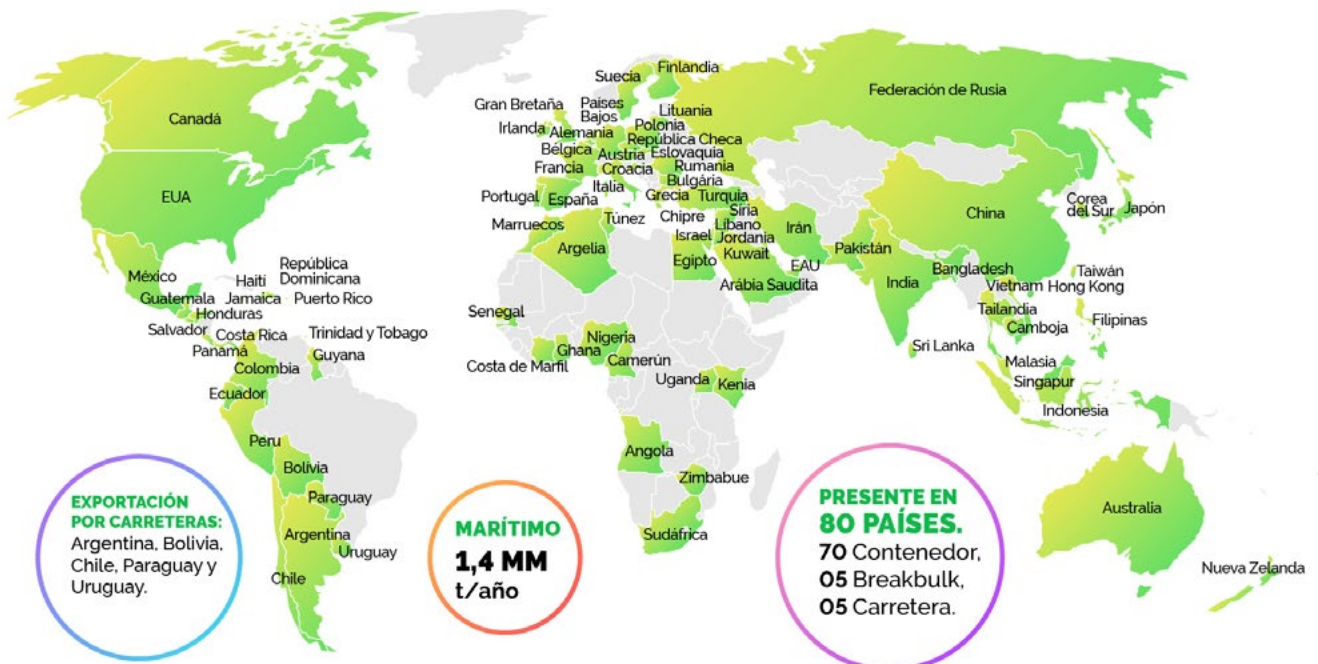 Canadá
EUA
México
Haití
República
Dominicana
Guatemala
Jamaica
Puerto Rico
Honduras
Salvador
Costa Rica
Trinidad y Tobago
Panamá
Guyana
Colombia
Ecuador
Peru
Bolivia
Paraguay
Argentina
Uruguay
Chile
Suecia
Finlandia
Gran Bretaña
Países
Bajos
Lituania
Irlanda
Alemania
Polonia
República Checa
Bélgica
Austria
Eslovaquia
Francia
Croacia
Rumania
Bulgária
Portugal
España
Italia
Grecia
Turquia
Marruecos
Túnez
Chipre
Siria
Líbano
Israel
Jordania
Argelia
Egipto
Kuwait
Irán
EAU
Arábia Saudita
Pakistán
Senegal
Costa de Marfil
Ghana
Nigeria
Camerún
Uganda
Kenia
Angola
Zimbabue
Sudáfrica
Federación de Rusia
China
Corea
del Sur
Japón
India
Bangladesh
Taiwán
Vietnam
Hong Kong
Tailandia
Camboja
Filipinas
Sri Lanka
Malasia
Singapur
Indonesia
Australia
Nueva Zelanda
EXPORTACIÓN
POR CARRETERAS:
Argentina, Bolivia,
Chile, Paraguay y
Uruguay.
MARÍTIMO
1,4 MM
t/año
PRESENTE EN
80 PAÍSES.
70 Contenedor,
05 Breakbulk,
05 Carretera.